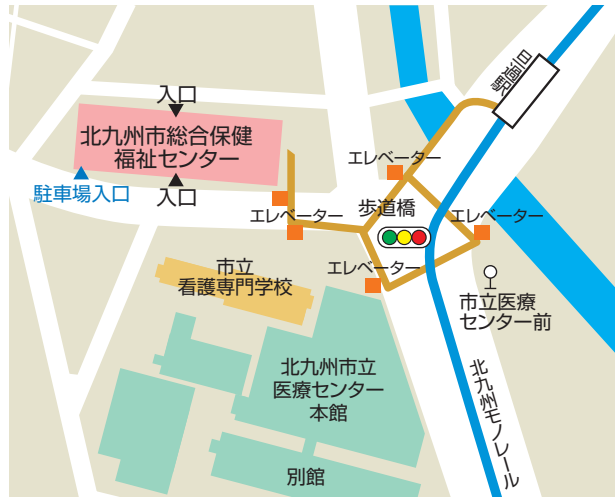 旦過駅
入口
北九州市総合保健
福祉センター
駐車場入口
入口
エレベーター
歩道橋
エレベーター
エレベーター
エレベーター
市立
看護専門学校
市立医療
センター前
北九州市立
医療センター
本館
別館
北九州モノレール